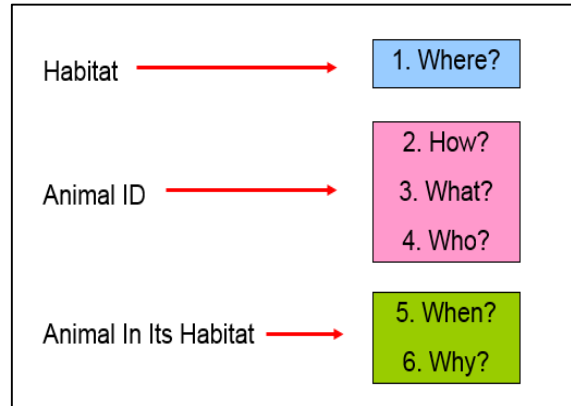 Habitat
1. Where?
2. How?
Animal ID
3. What?
4. Who?
Animal In Its Habitat
5. When?
6. Why?